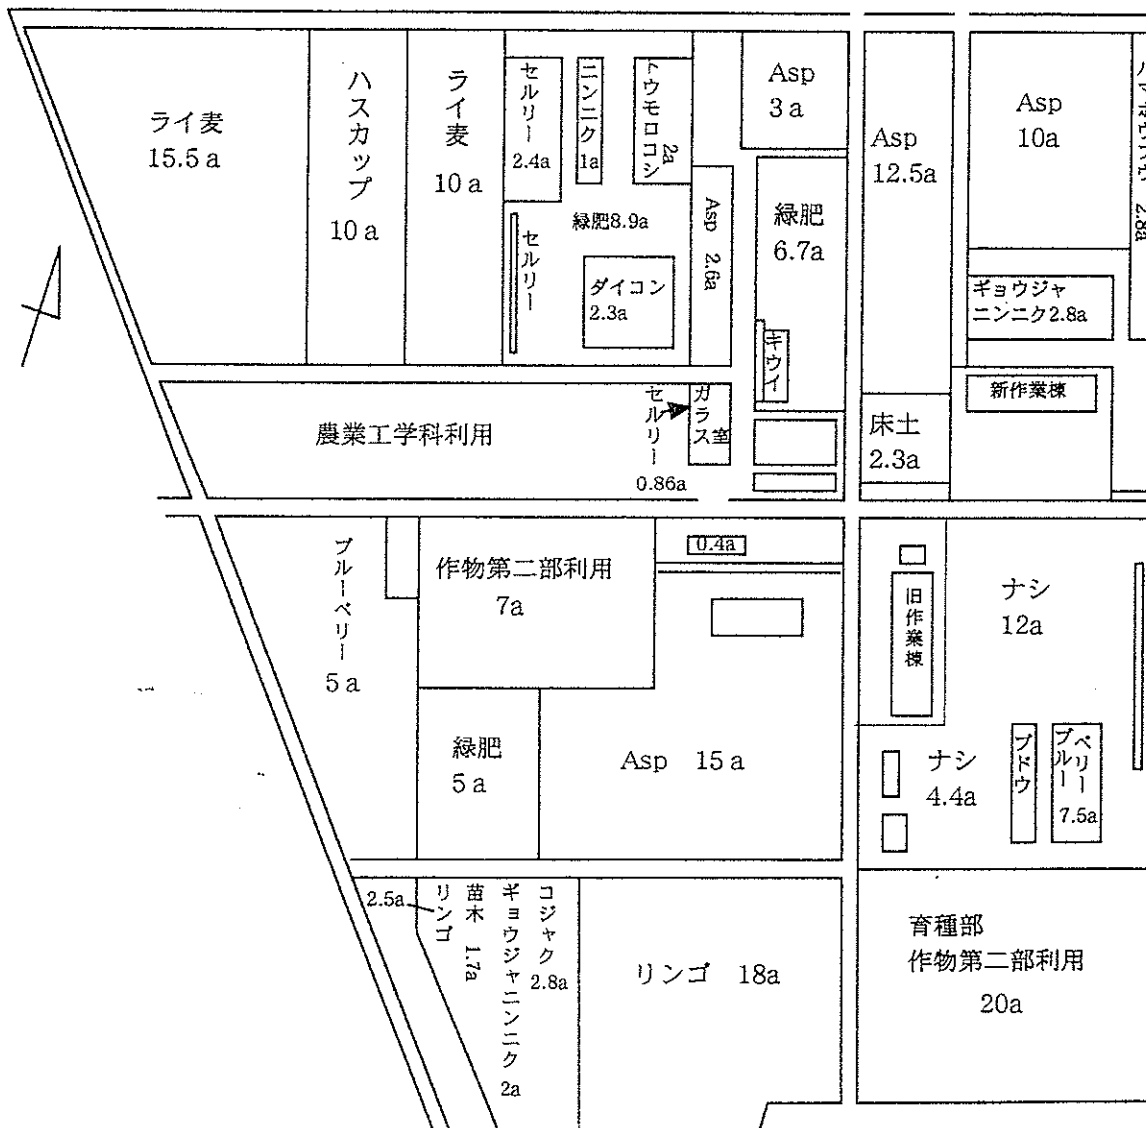 ライ麦
15.5a
ハスカップ
10a
ライ麦
10a
セルリー
2.4a
ニンニク
1a
トウモロコシ
2a
緑肥8.9a
セルリー
ダイコン
2.3a
Asp 2.6a
Asp
3a
緑肥
6.7a
キウイ
Asp
12.5a
Asp
10a
2.8a
ギョウジャ
ニンニク2.8a
新作業棟
床土
2.3a
農業工学科利用
セルリー
0.86a
ガラス室
ブルーベリー
5a
作物第二部利用
7a
0.4a
緑肥
5a
Asp 15a
旧作業棟
ナシ
12a
ナシ
4.4a
ブドウ
ブルー
ベリー
7.5a
2.5a
リンゴ
苗木 1.7a
ギョウジャニンニク 2a
コジャク
2.8a
リンゴ 18a
育種部
作物第二部利用
20a